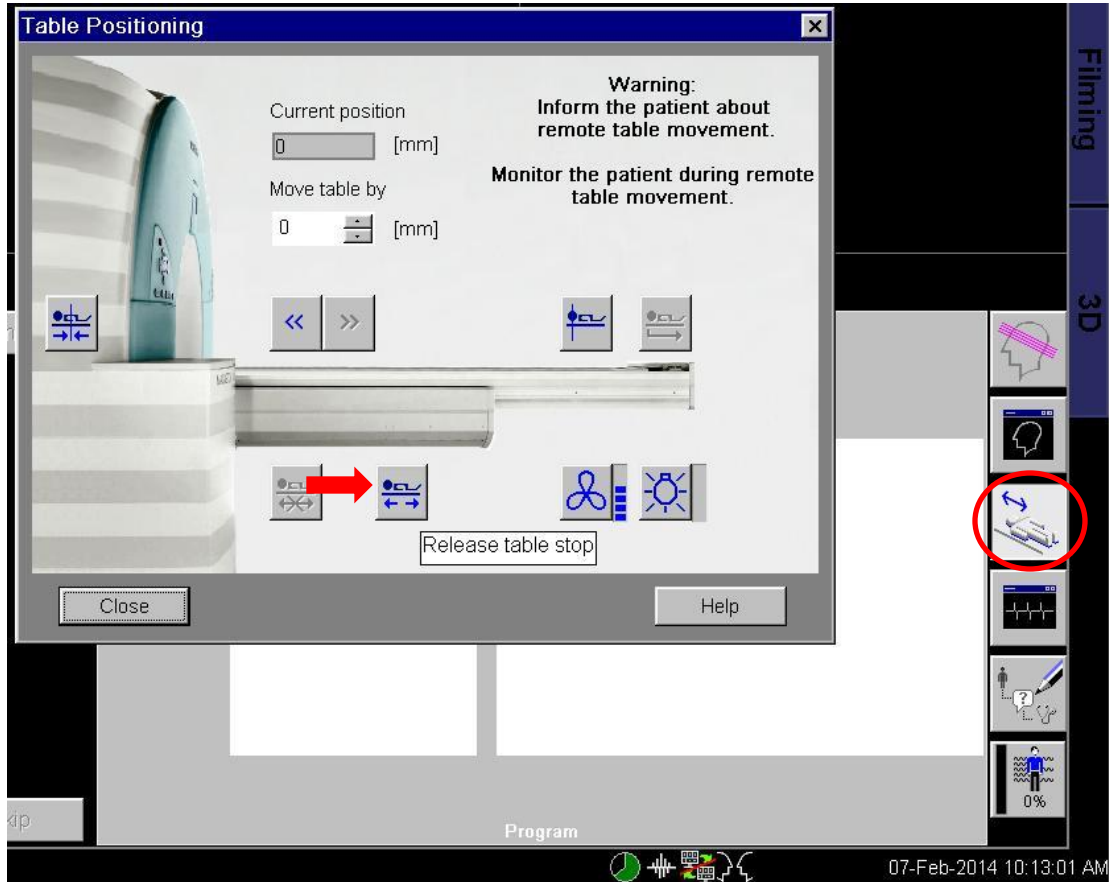 Table Positioning
Current position
0 [mm]
Move table by
0 [mm]
Warning:
Inform the patient about
remote table movement.
Monitor the patient during remote
table movement.
Release table stop
Close
Help
Filming
3D
0%
Program
07-Feb-2014 10:13:01 AM